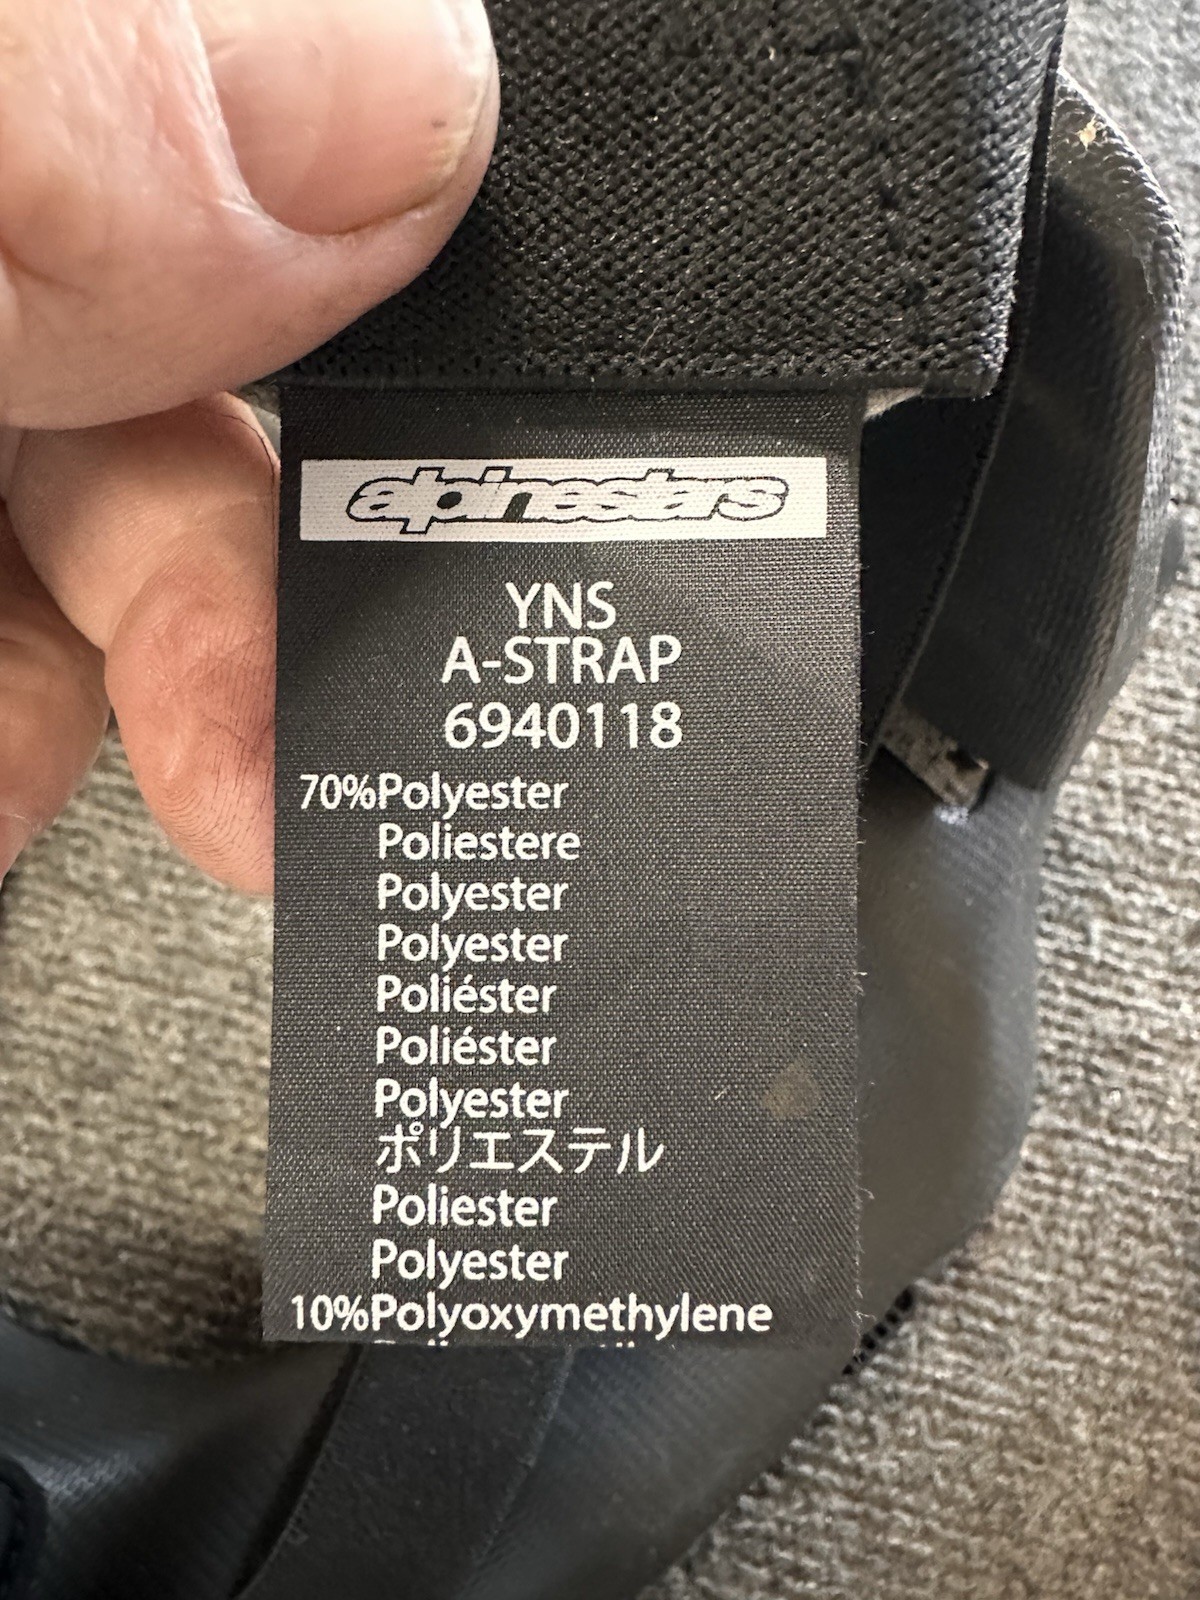 alpinestars
YNS
A-STRAP
6940118
70%Polyester
Poliestere
Polyester
Polyester
Poliéster
Poliéster
Polyester
ポリエステル
Poliester
Polyester
10%Polyoxymethylene